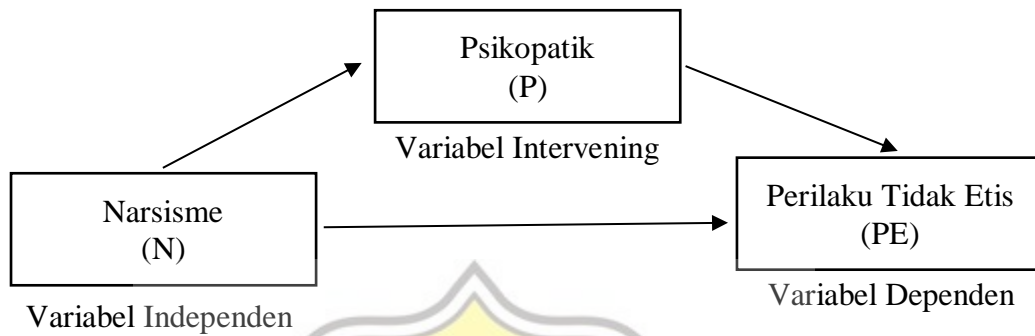 Psikopatik
(P)
Variabel Intervening
Narsisme
(N)
Variabel Independen
Perilaku Tidak Etis
(PE)
Variabel Dependen